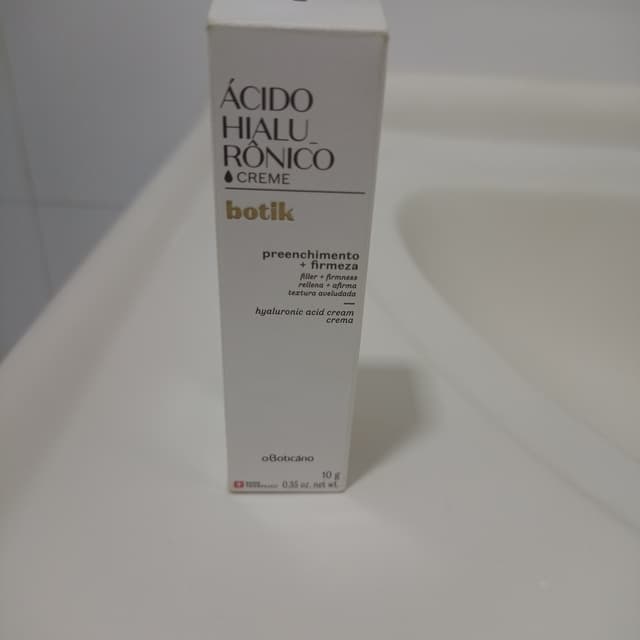 ÁCIDO
HIALU_
RÔNICO
CREME
botik
preenchimento
+ firmeza
filler + firmness
rellena + afirma
textura aveludada
hyaluronic acid cream
crema
oBoticário
10 g
0.35 oz. net wt.